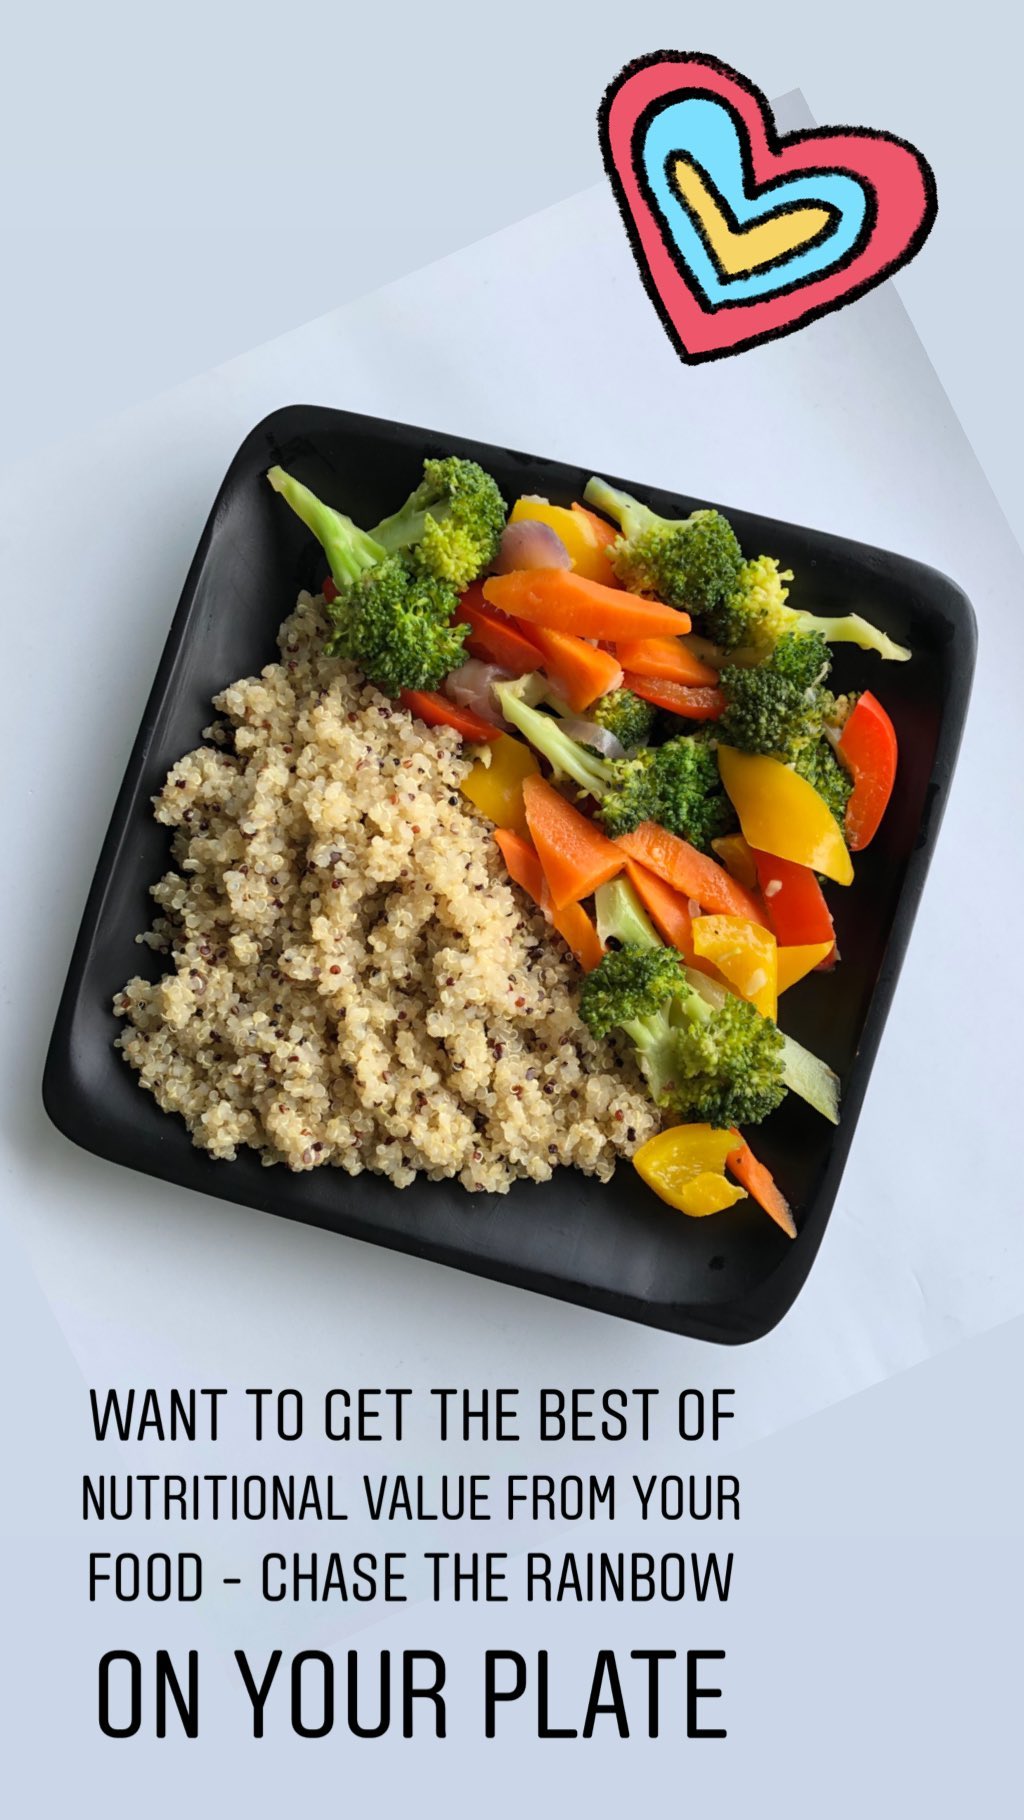 WANT TO GET THE BEST OF
NUTRITIONAL VALUE FROM YOUR
FOOD - CHASE THE RAINBOW
ON YOUR PLATE